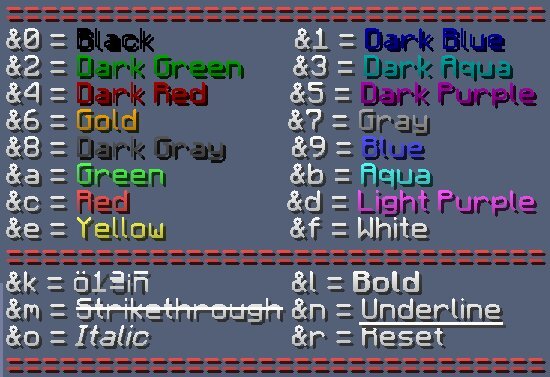 ==============================
&0 = Black &1 = Dark Blue
&2 = Dark Green &3 = Dark Aqua
&4 = Dark Red &5 = Dark Purple
&6 = Gold &7 = Gray
&8 = Dark Gray &9 = Blue
&a = Green &b = Aqua
&c = Red &d = Light Purple
&e = Yellow &f = White
==============================
&k = &l = Bold
&m = Strikethrough &n = Underline
&o = Italic &r = Reset
==============================